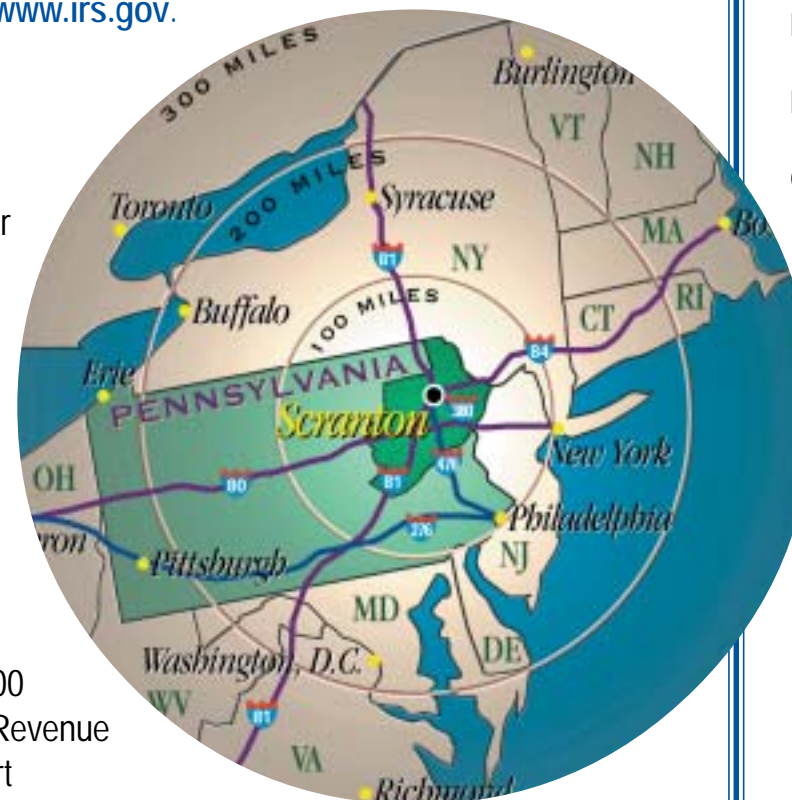 www.irs.gov.
300 MILES
Burlington
VT
NH
200 MILES
Toronto
Syracuse
r
MA
Bo
81
NY
RI
Buffalo
100 MILES
CT
84
Erie
PENNSYLVANIA
380
Scranton
New York
OH
476
80
81
Philadelphia
276
ron
Pittsburgh
NJ
MD
Washington, D.C.
DE
00
WV
Revenue
81
VA
rt
Richmond